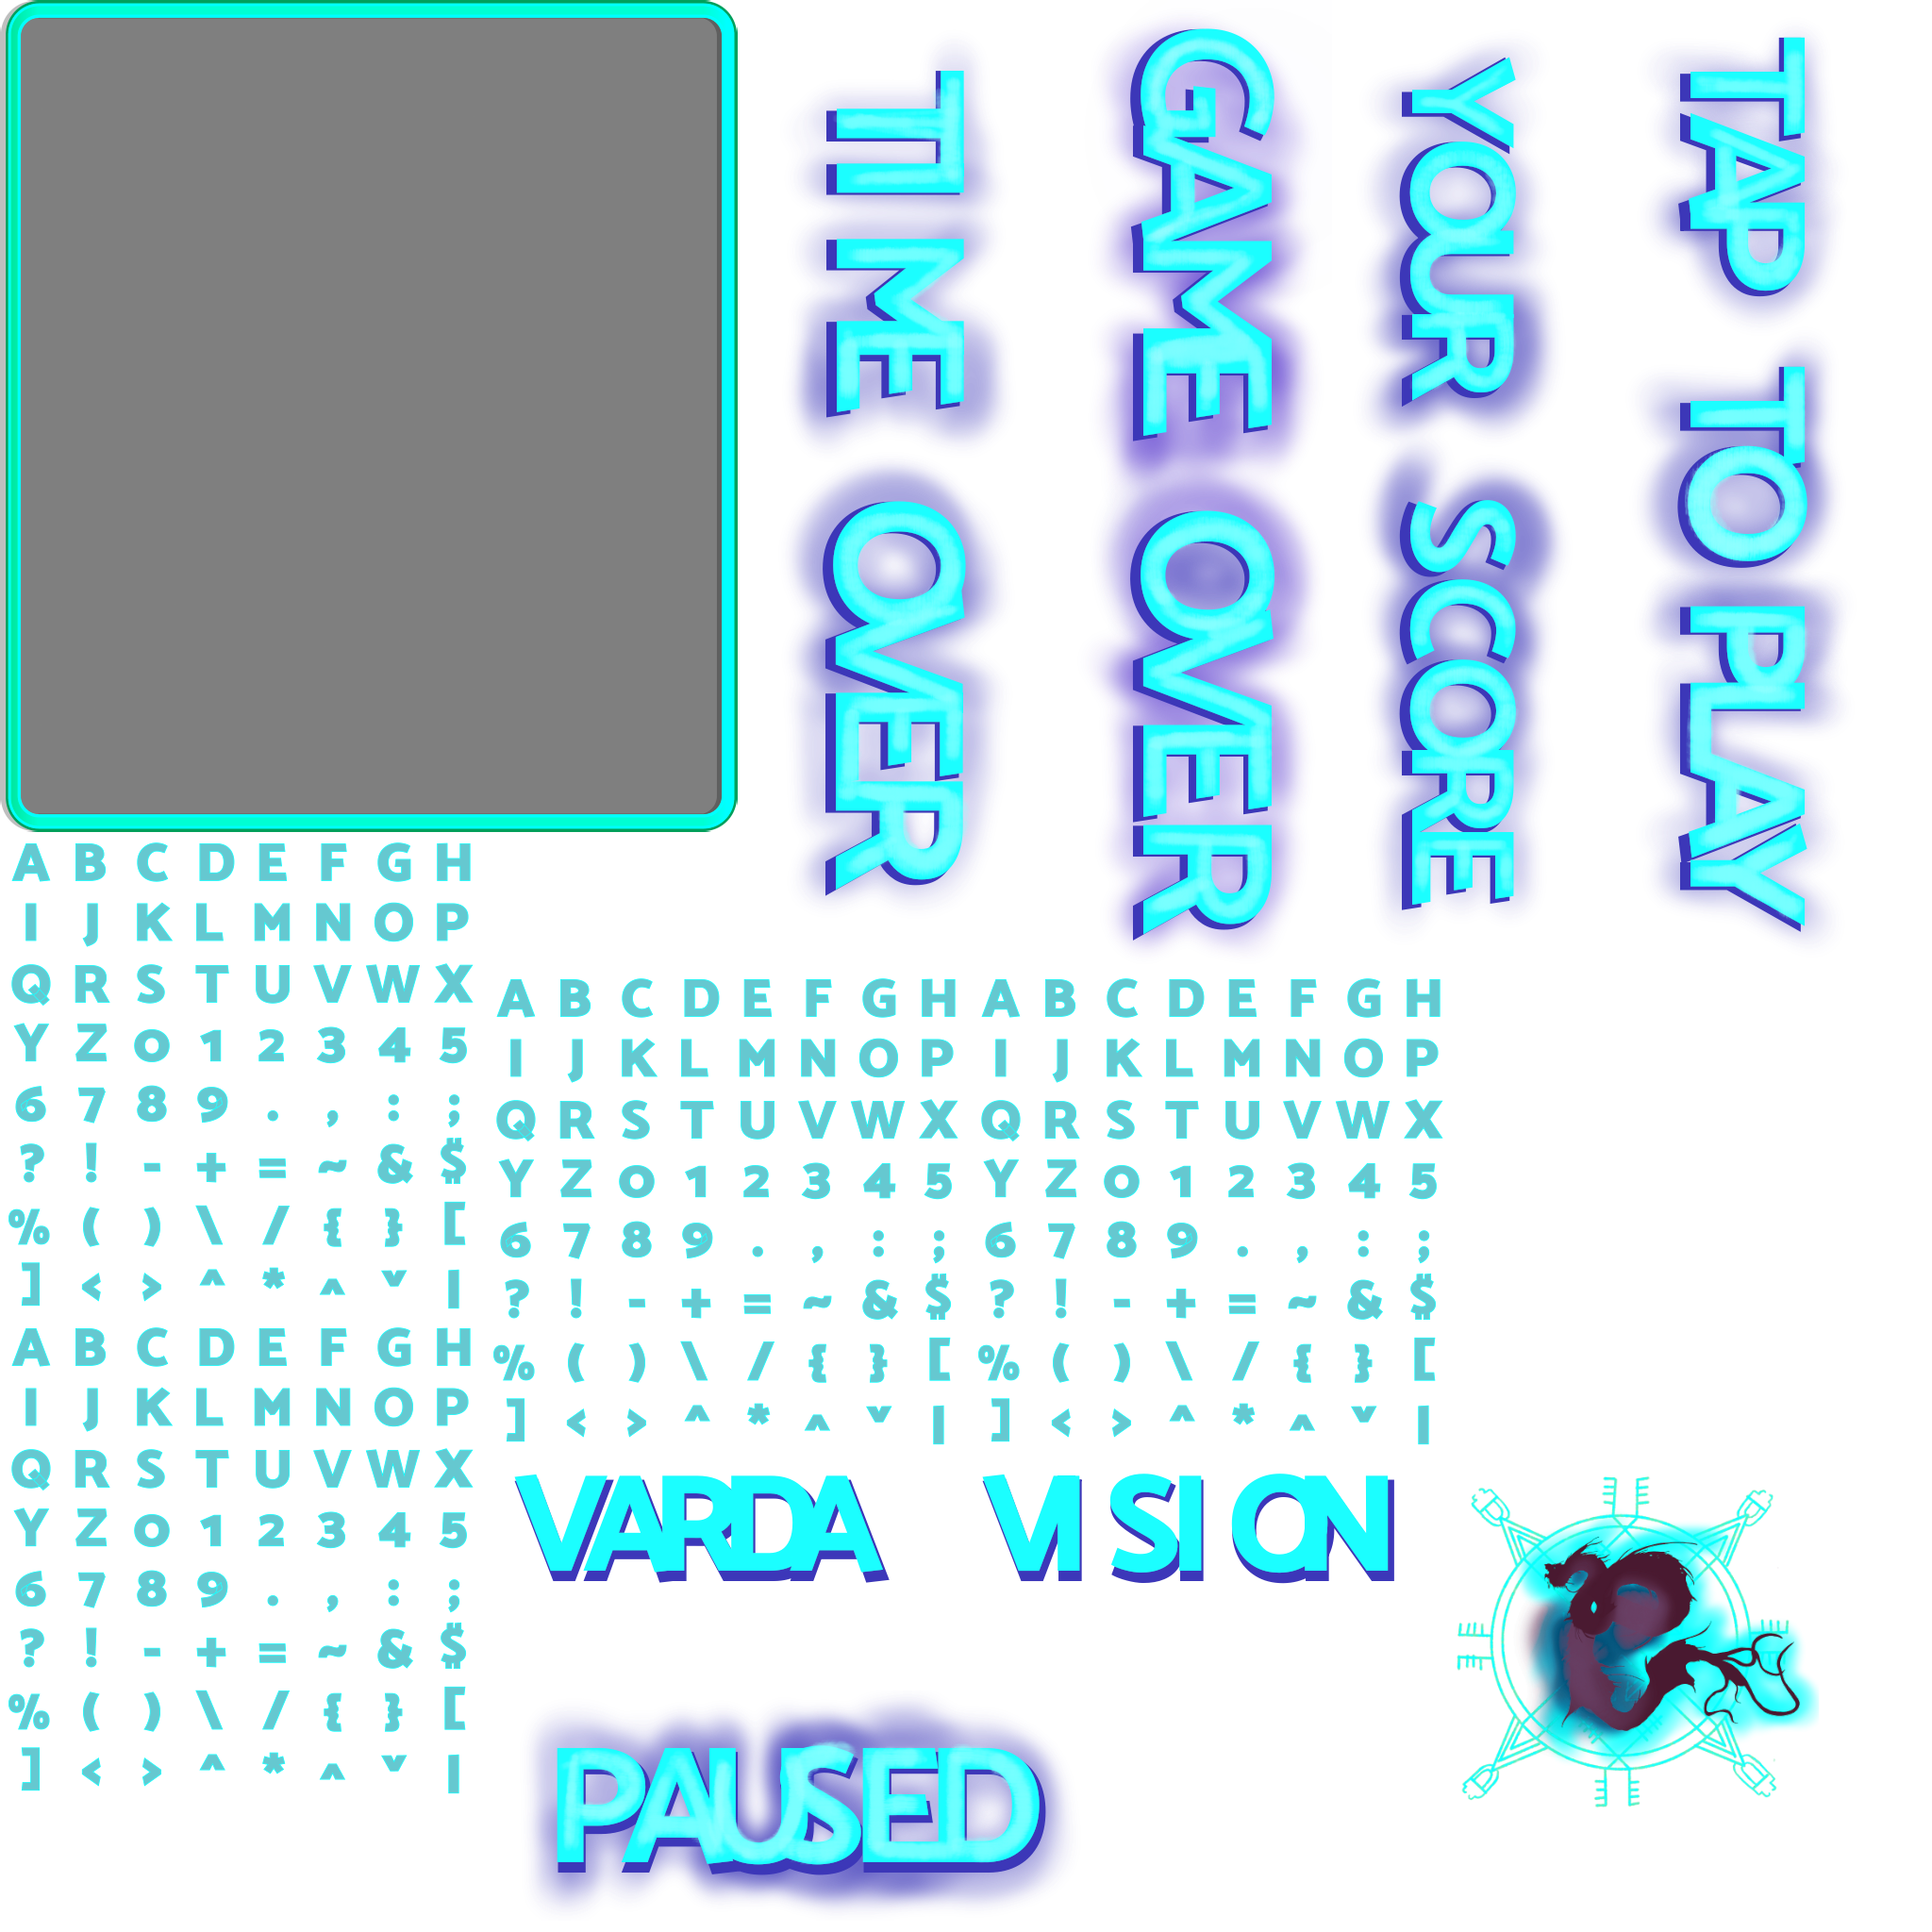 TIME OVER
GAME OVER
YOUR SCORE
TAP TO PLAY
A B C D E F G H
I J K L M N O P
Q R S T U V W X
Y Z 0 1 2 3 4 5
6 7 8 9 . , : ;
? ! - + = ~ & $
% ( ) \ / { } [
] < > ^ * ^ ˇ |
A B C D E F G H
I J K L M N O P
Q R S T U V W X
Y Z 0 1 2 3 4 5
6 7 8 9 . , : ;
? ! - + = ~ & $
% ( ) \ / { } [
] < > ^ * ^ ˇ |
A B C D E F G H A B C D E F G H
I J K L M N O P I J K L M N O P
Q R S T U V W X Q R S T U V W X
Y Z 0 1 2 3 4 5 Y Z 0 1 2 3 4 5
6 7 8 9 . , : ; 6 7 8 9 . , : ;
? ! - + = ~ & $ ? ! - + = ~ & $
% ( ) \ / { } [ % ( ) \ / { } [
] < > ^ * ^ ˇ | ] < > ^ * ^ ˇ |
VARDA VISION
PAUSED